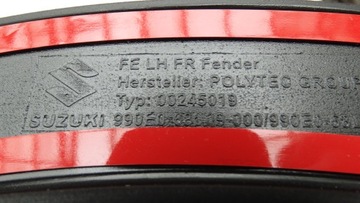 FE LH FR Fender
Hersteller: POLYTEC GROUP
Typ: 00245019
SUZUKI